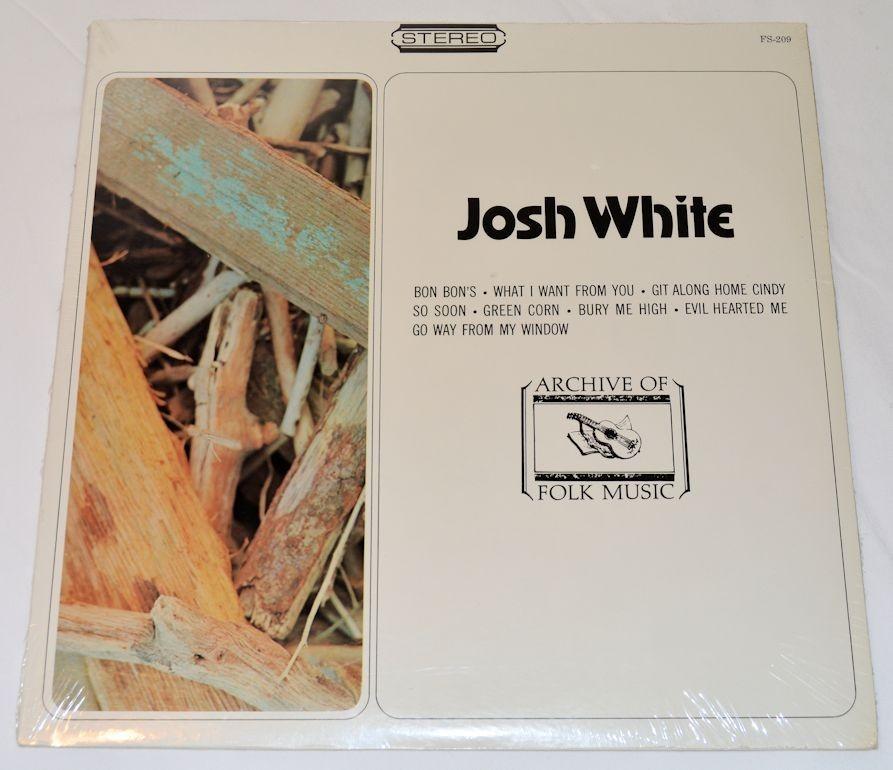 STEREO
FS-209
Josh White
BON BON'S • WHAT I WANT FROM YOU • GIT ALONG HOME CINDY
SO SOON • GREEN CORN • BURY ME HIGH • EVIL HEARTED ME
GO WAY FROM MY WINDOW
ARCHIVE OF
FOLK MUSIC